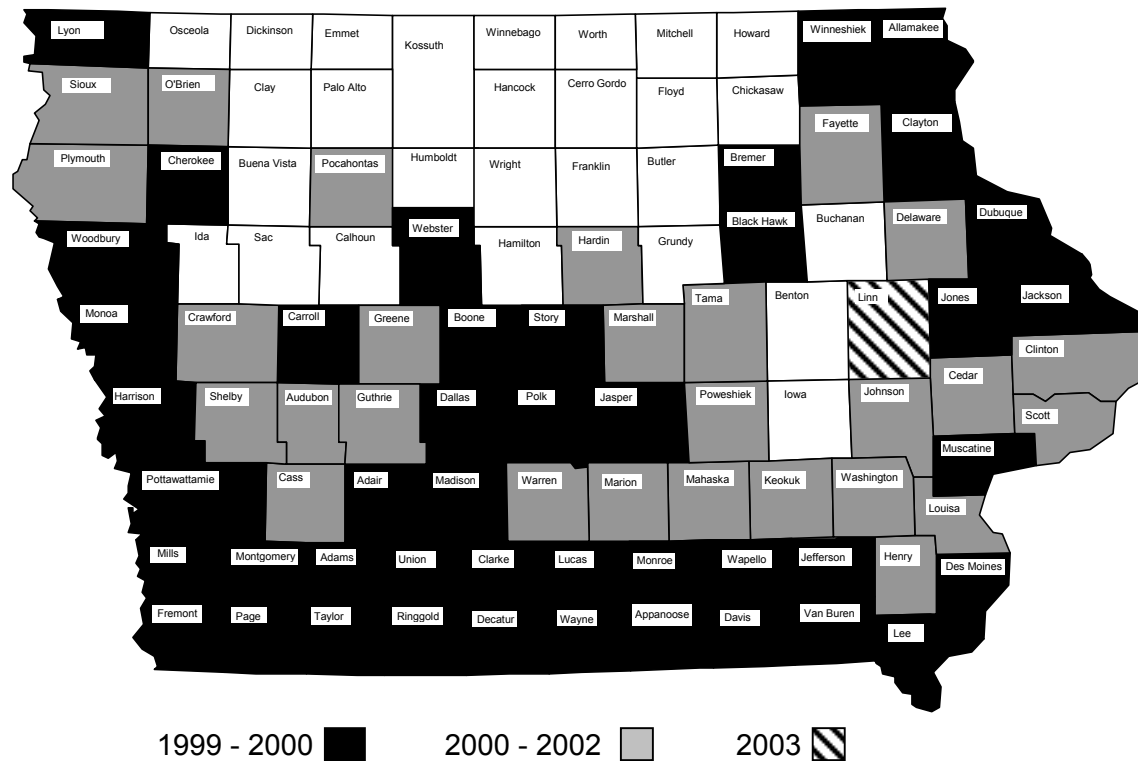 Lyon
Osceola
Dickinson
Emmet
Kossuth
Winnebago
Worth
Mitchell
Howard
Winneshiek
Allamakee
Sioux
O'Brien
Clay
Palo Alto
Hancock
Cerro Gordo
Floyd
Chickasaw
Fayette
Clayton
Plymouth
Cherokee
Buena Vista
Pocahontas
Humboldt
Wright
Franklin
Butler
Bremer
Woodbury
Ida
Sac
Calhoun
Webster
Hamilton
Hardin
Grundy
Black Hawk
Buchanan
Delaware
Dubuque
Monoa
Crawford
Carroll
Greene
Boone
Story
Marshall
Tama
Benton
Linn
Jones
Jackson
Clinton
Harrison
Shelby
Audubon
Guthrie
Dallas
Polk
Jasper
Poweshiek
Iowa
Johnson
Cedar
Scott
Muscatine
Pottawattamie
Cass
Adair
Madison
Warren
Marion
Mahaska
Keokuk
Washington
Louisa
Mills
Montgomery
Adams
Union
Clarke
Lucas
Monroe
Wapello
Jefferson
Henry
Des Moines
Fremont
Page
Taylor
Ringgold
Decatur
Wayne
Appanoose
Davis
Van Buren
Lee
1999 - 2000
2000 - 2002
2003